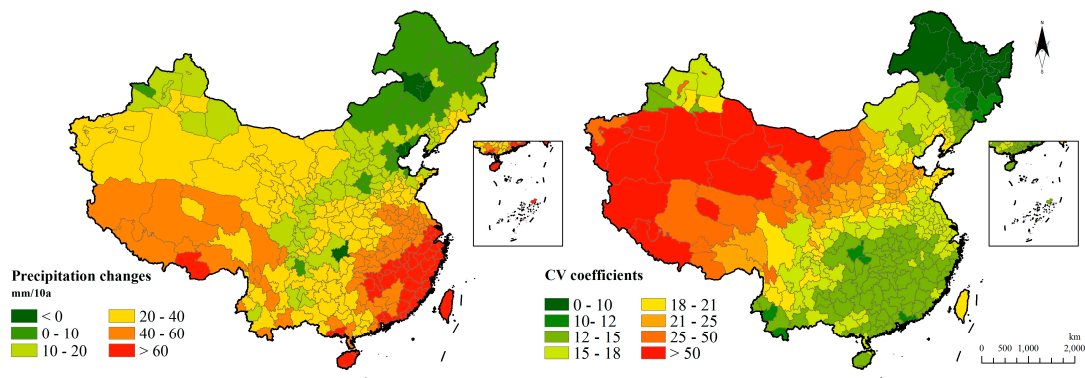 N
S
Precipitation changes
mm/10a
< 0
0 - 10
10 - 20
20 - 40
40 - 60
> 60
CV coefficients
0 - 10
10 - 12
12 - 15
15 - 18
18 - 21
21 - 25
25 - 50
> 50
km
0 500 1,000 2,000